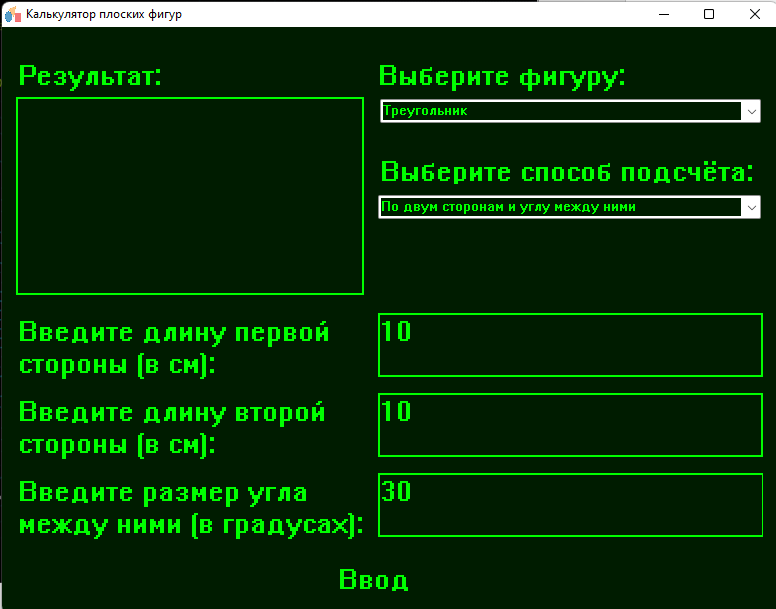 Калькулятор плоских фигур
Результат:
Выберите фигуру:
Треугольник
Выберите способ подсчёта:
По двум сторонам и углу между ними
Введите длину первой
стороны (в см):
10
Введите длину второй
стороны (в см):
10
Введите размер угла
между ними (в градусах):
30
Ввод